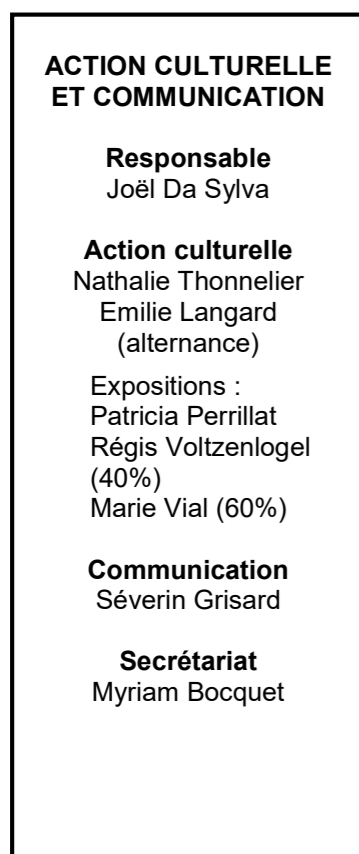 ACTION CULTURELLE
ET COMMUNICATION
Responsable
Joël Da Sylva
Action culturelle
Nathalie Thonnelier
Emilie Langard
(alternance)
Expositions :
Patricia Perrillat
Régis Voltzenlogel
(40%)
Marie Vial (60%)
Communication
Séverin Grisard
Secrétariat
Myriam Bocquet